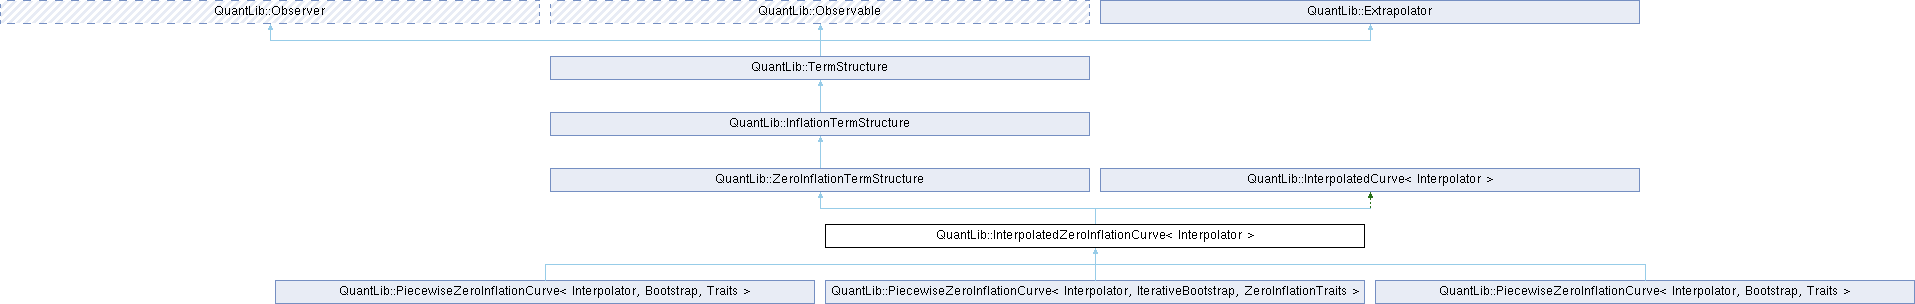 QuantLib::Observer
QuantLib::Observable
QuantLib::Extrapolator
QuantLib::TermStructure
QuantLib::InflationTermStructure
QuantLib::ZeroInflationTermStructure
QuantLib::InterpolatedCurve< Interpolator >
QuantLib::InterpolatedZeroInflationCurve< Interpolator >
QuantLib::PiecewiseZeroInflationCurve< Interpolator, Bootstrap, Traits >
QuantLib::PiecewiseZeroInflationCurve< Interpolator, IterativeBootstrap, ZeroInflationTraits >
QuantLib::PiecewiseZeroInflationCurve< Interpolator, Bootstrap, Traits >